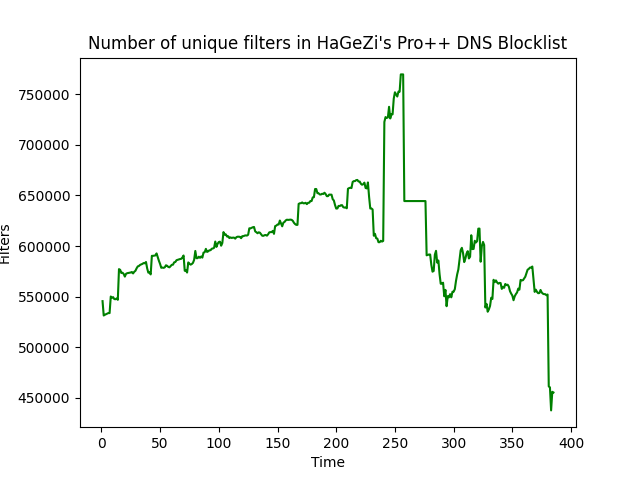 Number of unique filters in HaGeZi's Pro++ DNS Blocklist
750000
700000
650000
600000
550000
500000
450000
Filters
0 50 100 150 200 250 300 350 400
Time